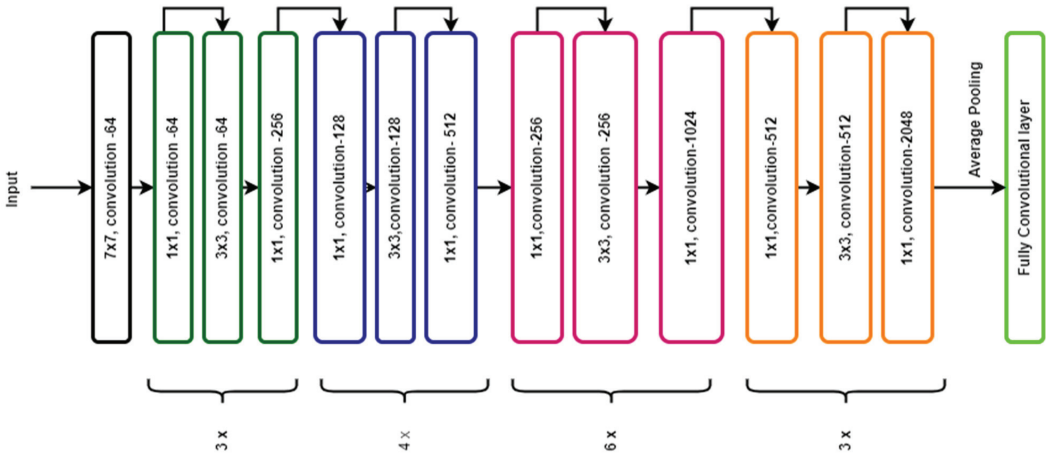 Input
7x7, convolution -64
1x1, convolution -64
3x3, convolution -64
1x1, convolution -256
1x1, convolution-128
3x3,convolution-128
1x1, convolution- 512
1x1,convolution-256
3x3, convolution -256
1x1, convolution-1024
1x1,convolution-512
3x3, convolution-512
1x1, convolution-2048
Average Pooling
Fully Convolutional layer
3 x
4 x
6 x
3 x